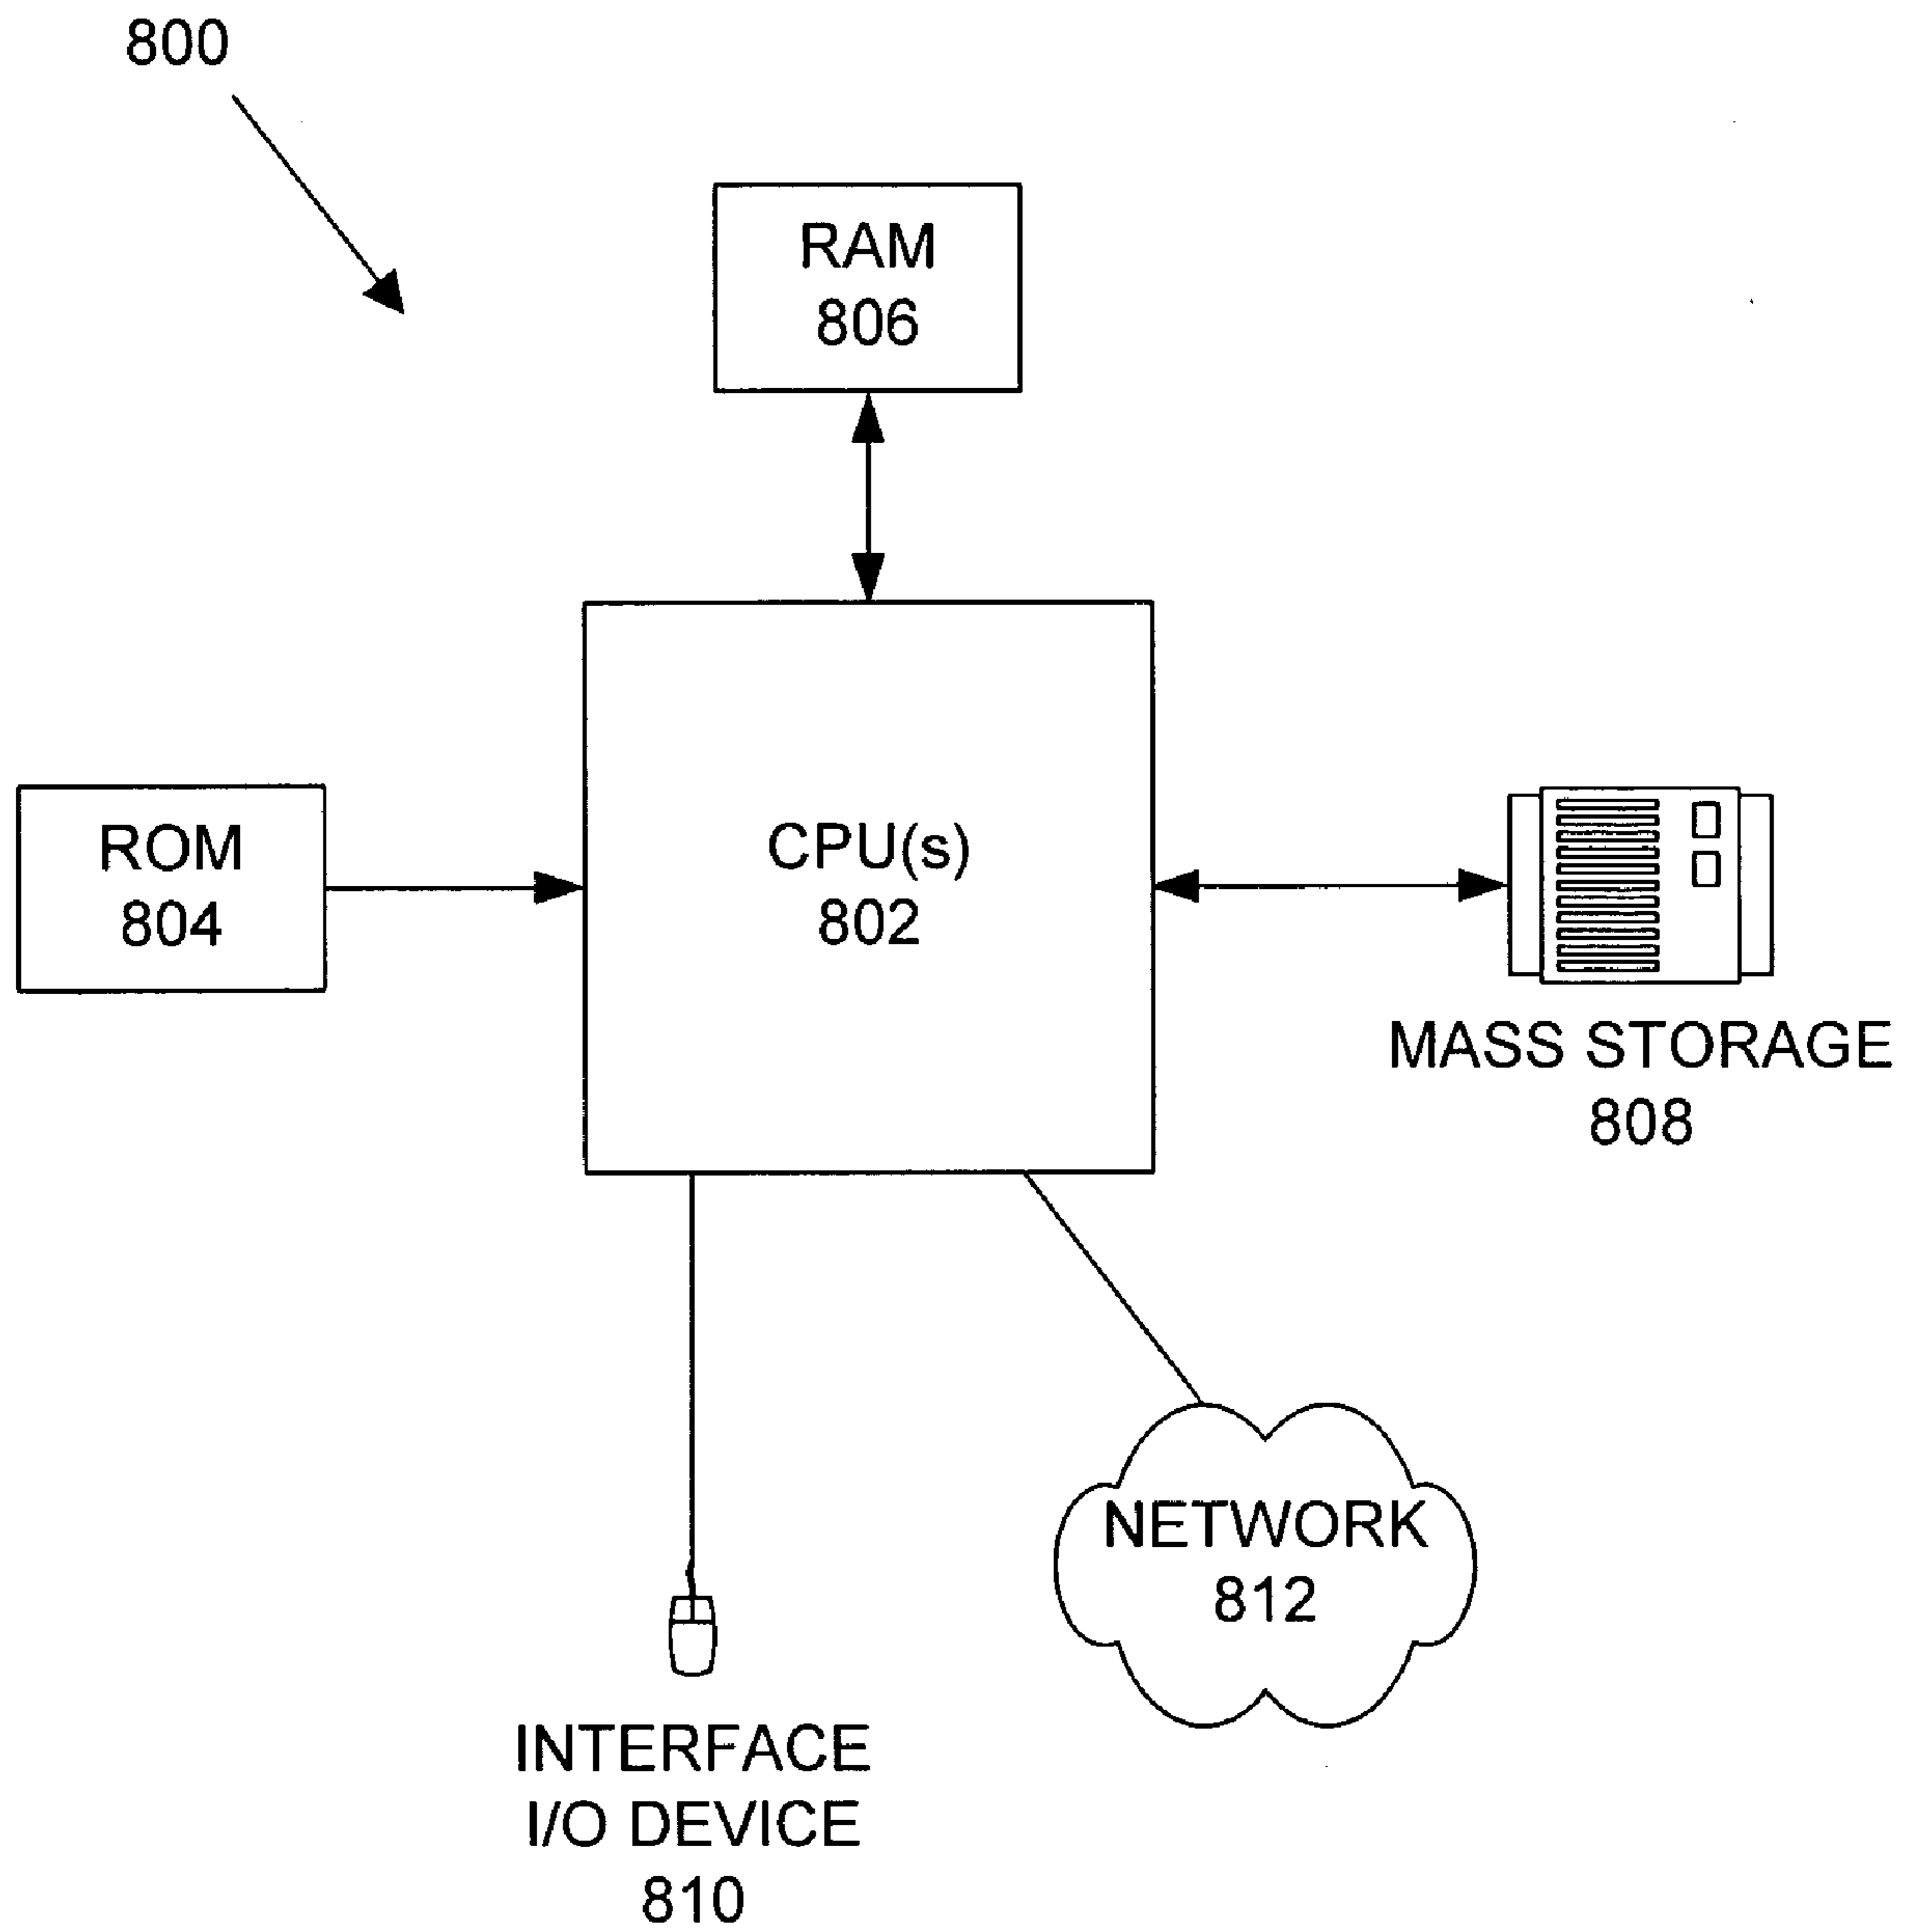 800
RAM
806
ROM
804
CPU(s)
802
MASS STORAGE
808
NETWORK
812
INTERFACE
I/O DEVICE
810